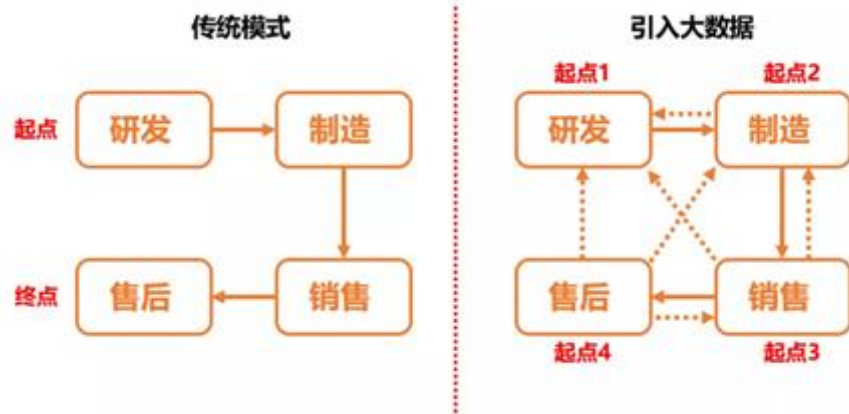 传统模式
起点
研发
制造
终点
售后
销售
引入大数据
起点1
起点2
研发
制造
售后
销售
起点4
起点3